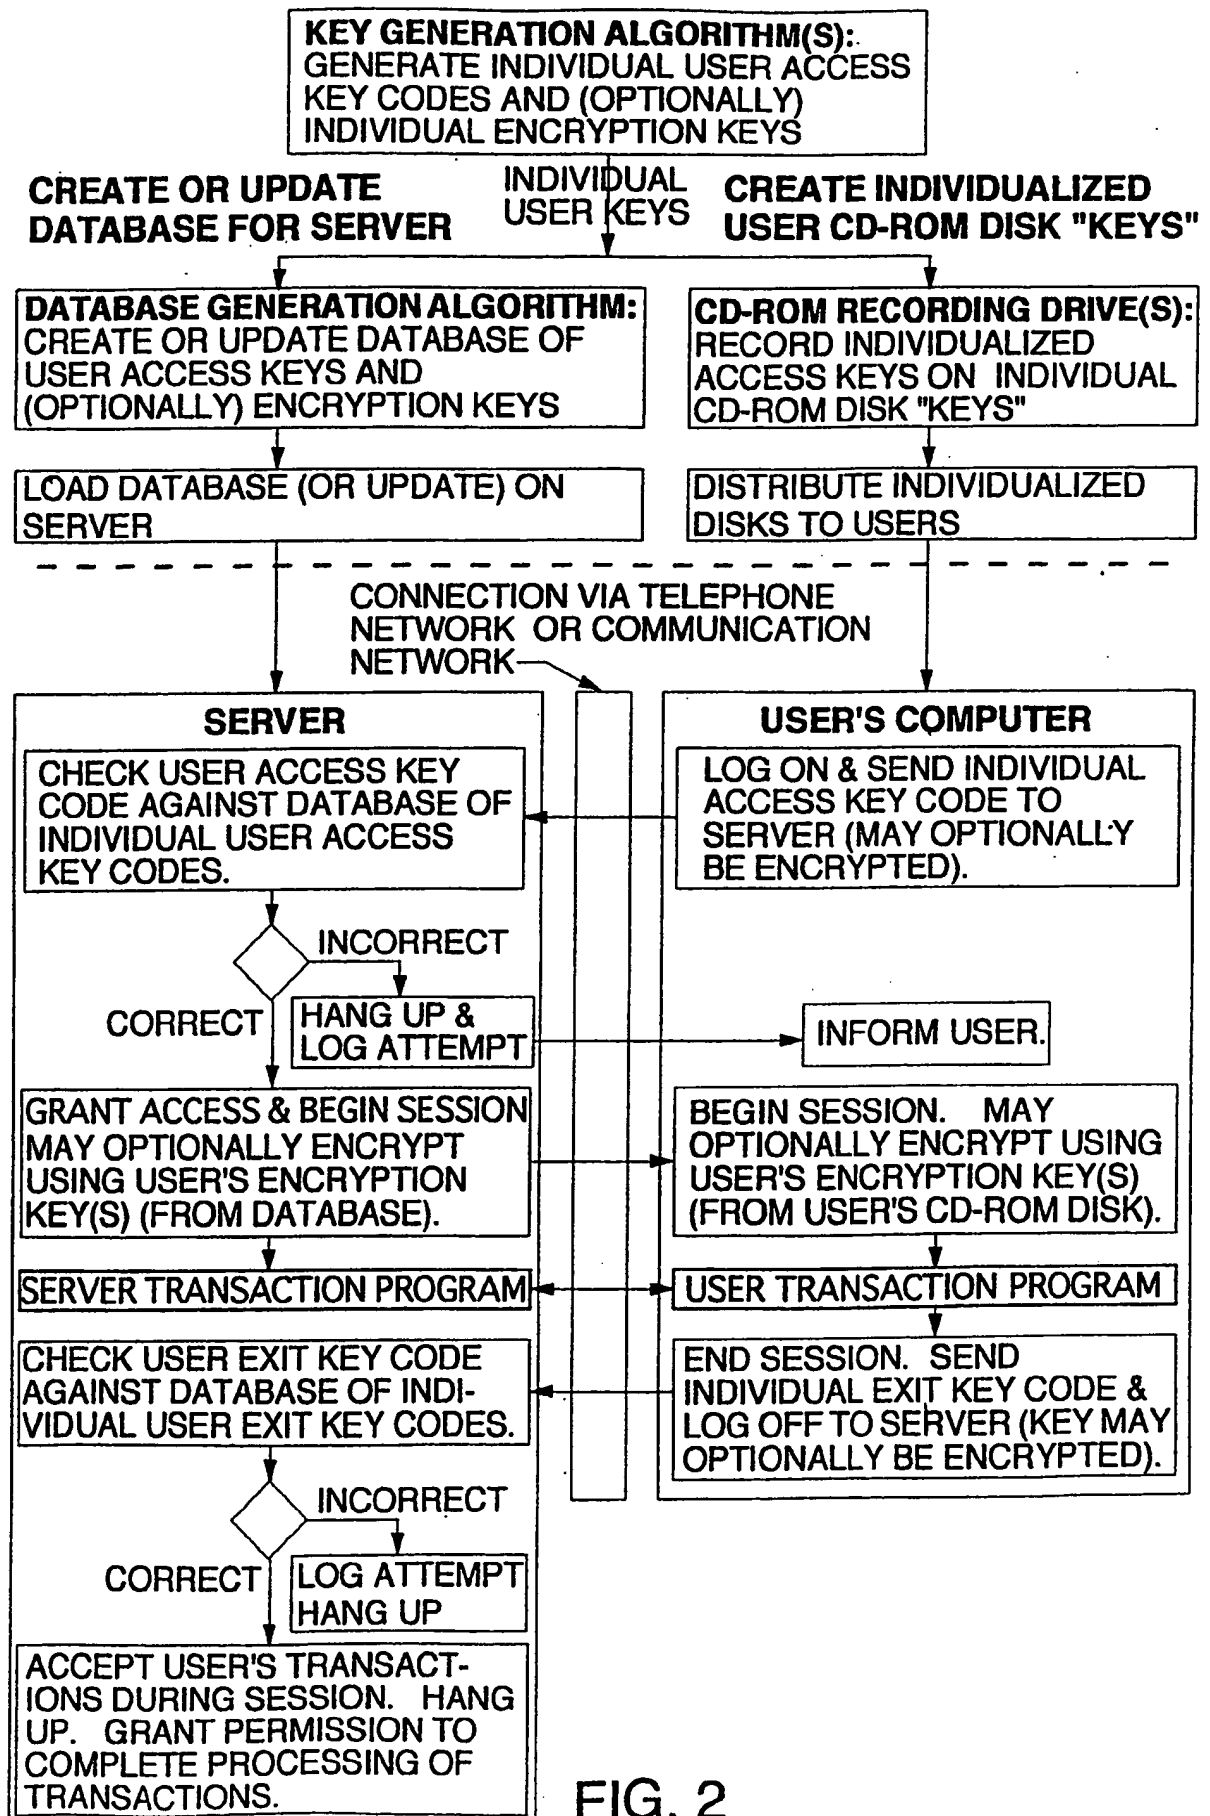 KEY GENERATION ALGORITHM(S):
GENERATE INDIVIDUAL USER ACCESS
KEY CODES AND (OPTIONALLY)
INDIVIDUAL ENCRYPTION KEYS
CREATE OR UPDATE
DATABASE FOR SERVER
INDIVIDUAL
USER KEYS
CREATE INDIVIDUALIZED
USER CD-ROM DISK "KEYS"
DATABASE GENERATION ALGORITHM:
CREATE OR UPDATE DATABASE OF
USER ACCESS KEYS AND
(OPTIONALLY) ENCRYPTION KEYS
CD-ROM RECORDING DRIVE(S):
RECORD INDIVIDUALIZED
ACCESS KEYS ON INDIVIDUAL
CD-ROM DISK "KEYS"
LOAD DATABASE (OR UPDATE) ON
SERVER
DISTRIBUTE INDIVIDUALIZED
DISKS TO USERS
CONNECTION VIA TELEPHONE
NETWORK OR COMMUNICATION
NETWORK
SERVER
USER'S COMPUTER
CHECK USER ACCESS KEY
CODE AGAINST DATABASE OF
INDIVIDUAL USER ACCESS
KEY CODES.
LOG ON & SEND INDIVIDUAL
ACCESS KEY CODE TO
SERVER (MAY OPTIONALLY
BE ENCRYPTED).
INCORRECT
CORRECT
HANG UP &
LOG ATTEMPT
INFORM USER.
GRANT ACCESS & BEGIN SESSION
MAY OPTIONALLY ENCRYPT
USING USER'S ENCRYPTION
KEY(S) (FROM DATABASE).
BEGIN SESSION. MAY
OPTIONALLY ENCRYPT USING
USER'S ENCRYPTION KEY(S)
(FROM USER'S CD-ROM DISK).
SERVER TRANSACTION PROGRAM
USER TRANSACTION PROGRAM
CHECK USER EXIT KEY CODE
AGAINST DATABASE OF INDI-
VIDUAL USER EXIT KEY CODES.
END SESSION. SEND
INDIVIDUAL EXIT KEY CODE &
LOG OFF TO SERVER (KEY MAY
OPTIONALLY BE ENCRYPTED).
INCORRECT
CORRECT
LOG ATTEMPT
HANG UP
ACCEPT USER'S TRANSACT-
IONS DURING SESSION. HANG
UP. GRANT PERMISSION TO
COMPLETE PROCESSING OF
TRANSACTIONS.
FIG. 2